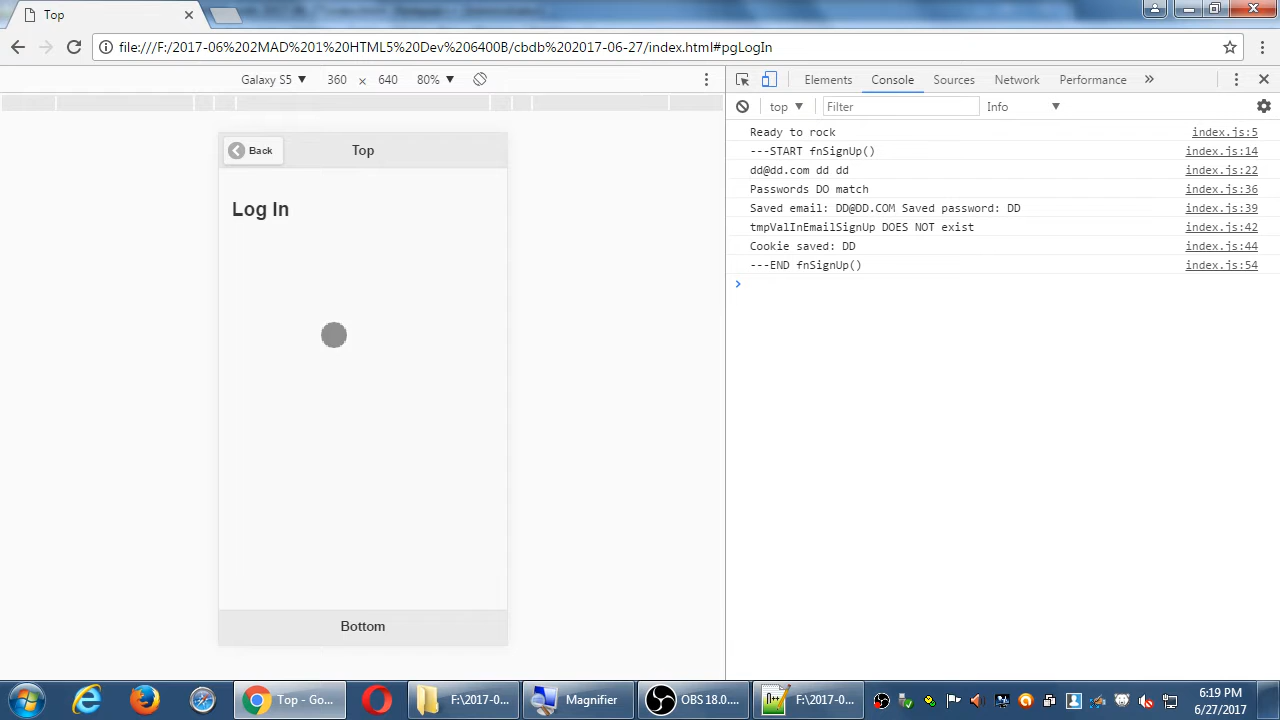 Top
file:///F:/2017-06%202MAD%201%20HTML5%20Dev%206400B/cbdb%202017-06-27/index.html#pgLogIn
Galaxy S5 ▼ 360 × 640 80% ▼
Elements Console Sources Network Performance »
top ▼ Filter Info ▼
Back Top
Log In
Bottom
Ready to rock index.js:5
---START fnSignUp() index.js:14
dd@dd.com dd dd index.js:22
Passwords DO match index.js:36
Saved email: DD@DD.COM Saved password: DD index.js:39
tmpValInEmailSignUp DOES NOT exist index.js:42
Cookie saved: DD index.js:44
---END fnSignUp() index.js:54
>
Top - Go... F:\2017-0... Magnifier OBS 18.0.... F:\2017-0...
6:19 PM
6/27/2017